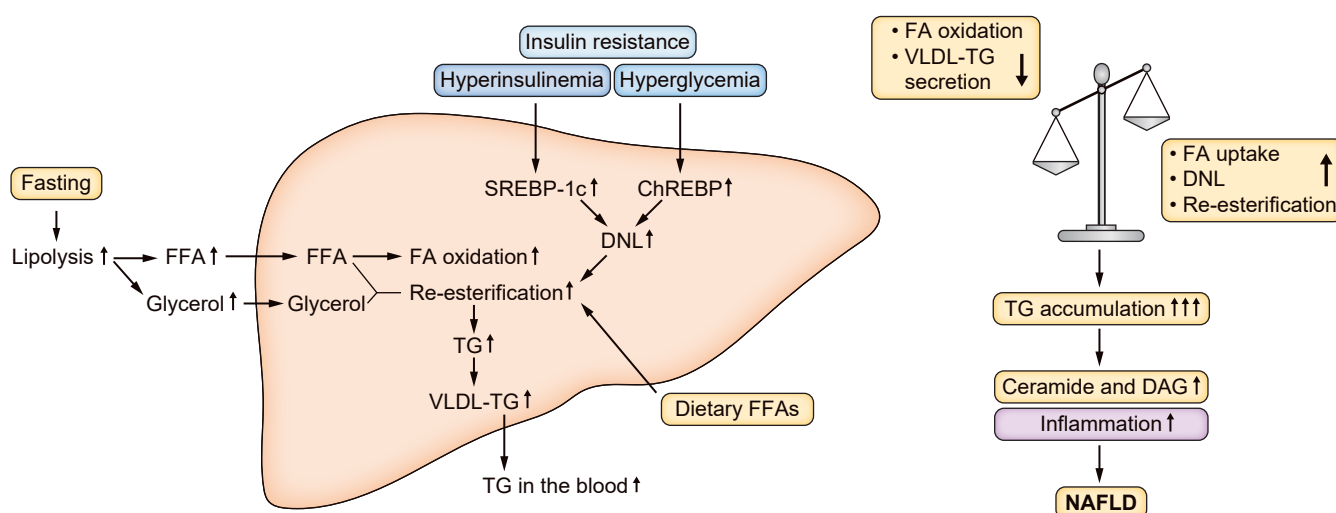 Insulin resistance
Hyperinsulinemia
Hyperglycemia
Fasting
SREBP-1c↑
ChREBP↑
DNL↑
Lipolysis↑
FFA↑
FFA
FA oxidation↑
Glycerol↑
Glycerol
Re-esterification↑
TG↑
VLDL-TG↑
Dietary FFAs
TG in the blood↑
• FA oxidation
• VLDL-TG
secretion ↓
• FA uptake
• DNL ↑
• Re-esterification
TG accumulation↑↑↑
Ceramide and DAG↑
Inflammation↑
NAFLD